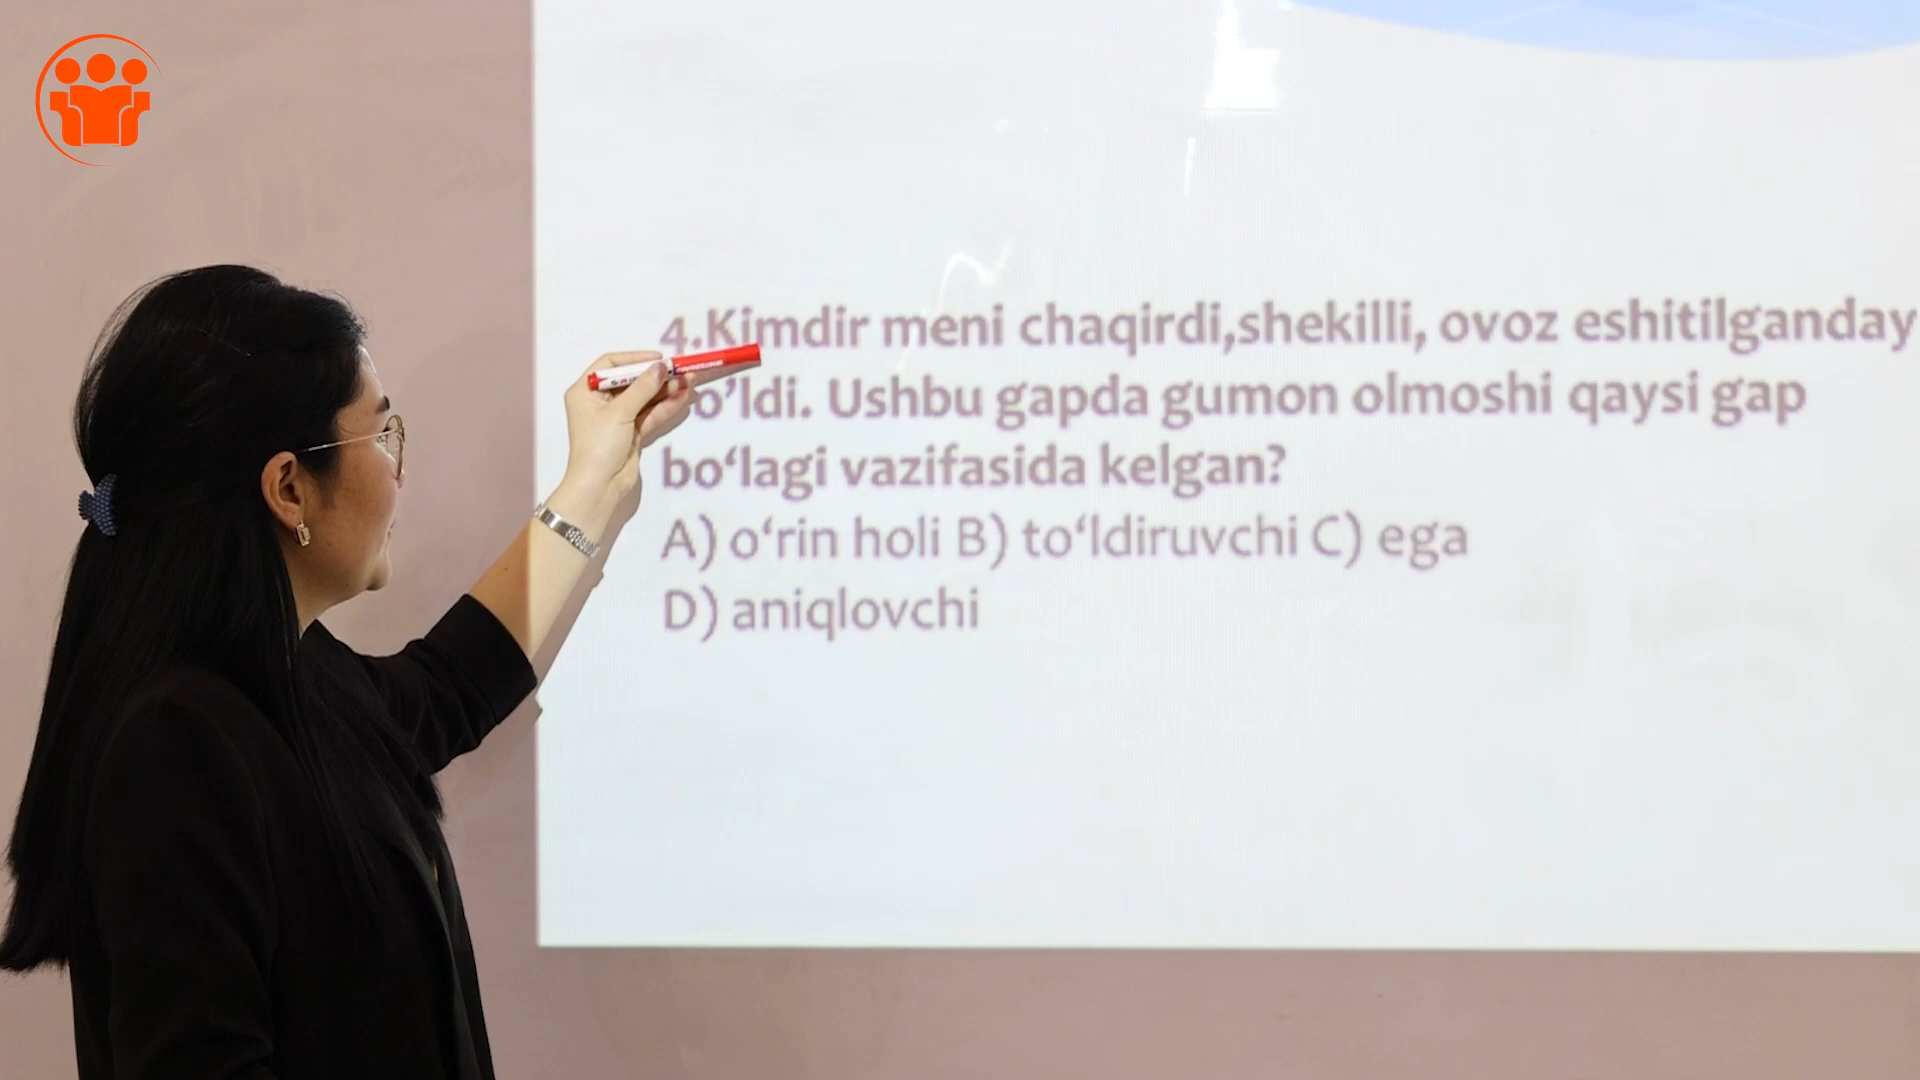 4.Kimdir meni chaqirdi,shekilli, ovoz eshitilganday
o’ldi. Ushbu gapda gumon olmoshi qaysi gap
bo‘lagi vazifasida kelgan?
A) o‘rin holi B) to‘ldiruvchi C) ega
D) aniqlovchi